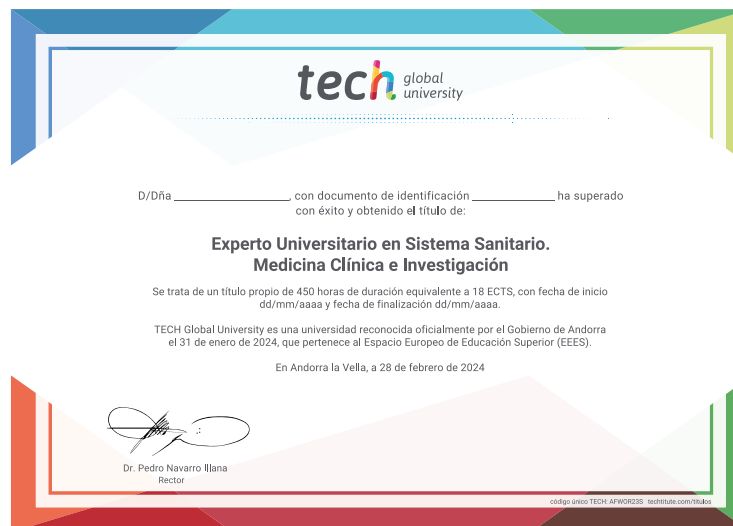 tech global university
D/Dña ____________________, con documento de identificación ______________ ha superado
con éxito y obtenido el título de:
Experto Universitario en Sistema Sanitario.
Medicina Clínica e Investigación
Se trata de un título propio de 450 horas de duración equivalente a 18 ECTS, con fecha de inicio
dd/mm/aaaa y fecha de finalización dd/mm/aaaa.
TECH Global University es una universidad reconocida oficialmente por el Gobierno de Andorra
el 31 de enero de 2024, que pertenece al Espacio Europeo de Educación Superior (EEES).
En Andorra la Vella, a 28 de febrero de 2024
Dr. Pedro Navarro Illana
Rector
código único TECH: AFWOR23S techtitute.com/titulos